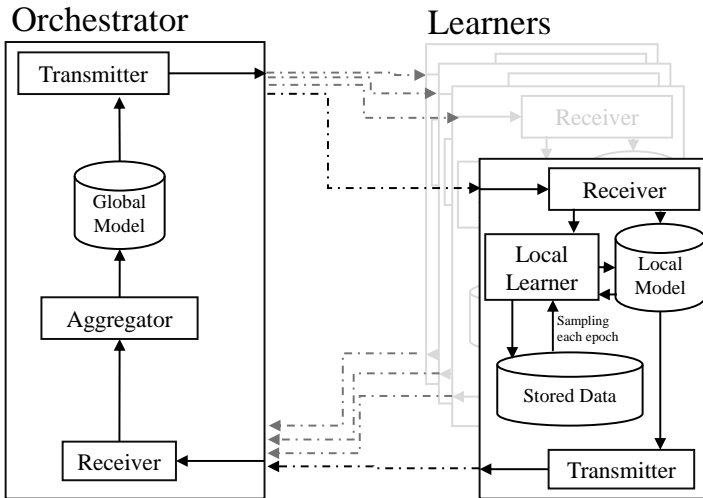 Orchestrator
Learners
Transmitter
Global
Model
Aggregator
Receiver
Receiver
Receiver
Local
Learner
Local
Model
Sampling
each epoch
Stored Data
Transmitter